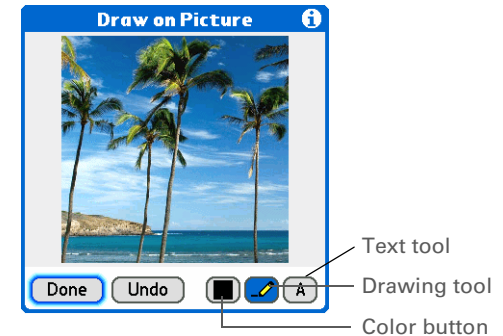 Draw on Picture i
Text tool
Done Undo A Drawing tool
Color button